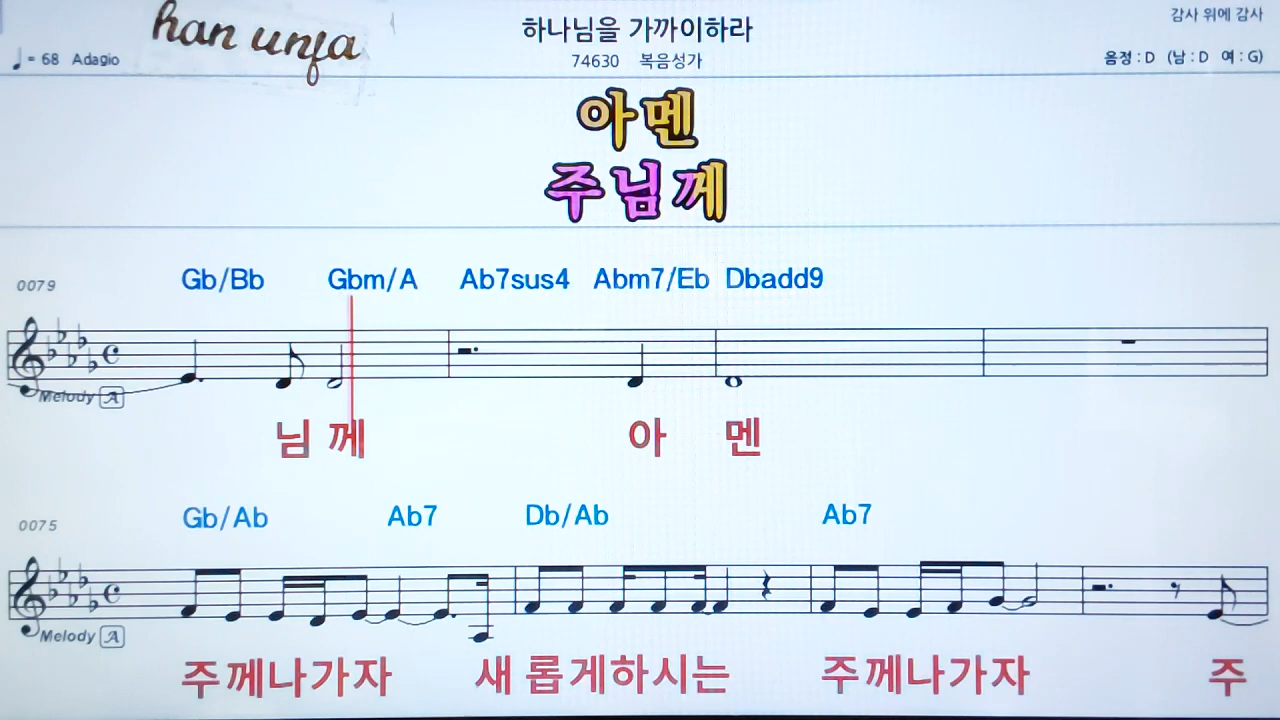 han unfa
하나님을 가까이하라
감사 위에 감사
♩= 68 Adagio
74630 복음성가
음정 : D (남 : D 여 : G)
아멘
주님께
0079
Gb/Bb Gbm/A Ab7sus4 Abm7/Eb Dbadd9
Melody A
님 께 아 멘
0075
Gb/Ab Ab7 Db/Ab Ab7
Melody A
주께나가자 새 롭게하시는 주께나가자 주